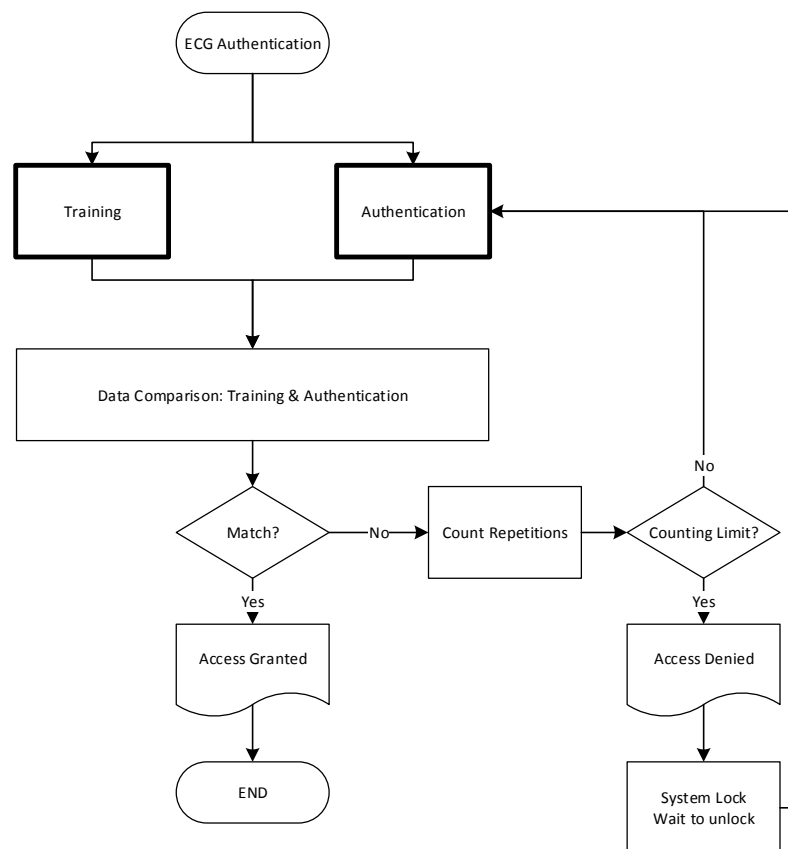 ECG Authentication
Training
Authentication
Data Comparison: Training & Authentication
No
Match?
No
Count Repetitions
Counting Limit?
Yes
Yes
Access Granted
Access Denied
END
System Lock
Wait to unlock